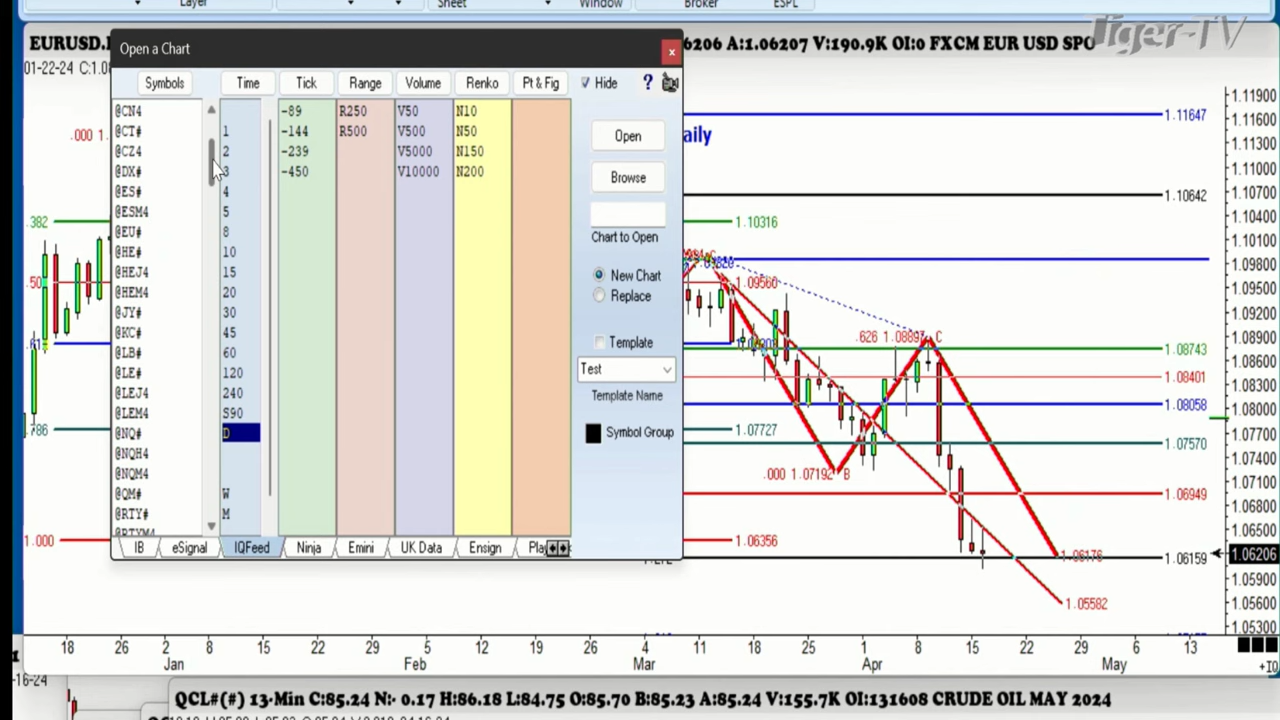 Layer
Sheet
Window
Broker
ESPL
Tiger-TV
EURUSD.
6206 A:1.06207 V:190.9K OI:0 FXCM EUR USD SPO
01-22-24 C:1.08
Open a Chart
Symbols Time Tick Range Volume Renko Pt & Fig Hide ?
@CN4 -89 R250 V50 N10
@CT# 1 -144 R500 V500 N50
@CZ4 2 -239 V5000 N150
@DX# 3 -450 V10000 N200
@ES# 4
@ESM4 5
@EU# 8
@HE# 10
@HEJ4 15
@HEM4 20
@JY# 30
@KC# 45
@LB# 60
@LE# 120
@LEJ4 240
@LEM4 S90
@NQ# D
@NQH4
@NQM4
@QM# W
@RTY# M
@RTYM4
IB eSignal IQFeed Ninja Emini UK Data Ensign Play
Open
Browse
Chart to Open
New Chart
Replace
Template
Test
Template Name
Symbol Group
aily
.000 1.
.382
.50
.61
.786
1.000
1.10316
1.09560
1.07727
1.06356
.626 1.08897 C
.000 1.07192 B
1.06176
1.05582
1.11647
1.10642
1.08743
1.08401
1.08058
1.07570
1.06949
1.06159
1.11900
1.11600
1.11300
1.11000
1.10700
1.10400
1.10100
1.09800
1.09500
1.09200
1.08900
1.08600
1.08300
1.08000
1.07700
1.07400
1.07100
1.06800
1.06500
1.06206
1.05900
1.05600
1.05300
18 26 2 8 15 22 29 5 12 20 26 4 11 18 25 1 8 15 22 29 6 13
Jan Feb Mar Apr May
+IO
-16-24
QCL#(#) 13-Min C:85.24 N:- 0.17 H:86.18 L:84.75 O:85.70 B:85.23 A:85.24 V:155.7K OI:131608 CRUDE OIL MAY 2024